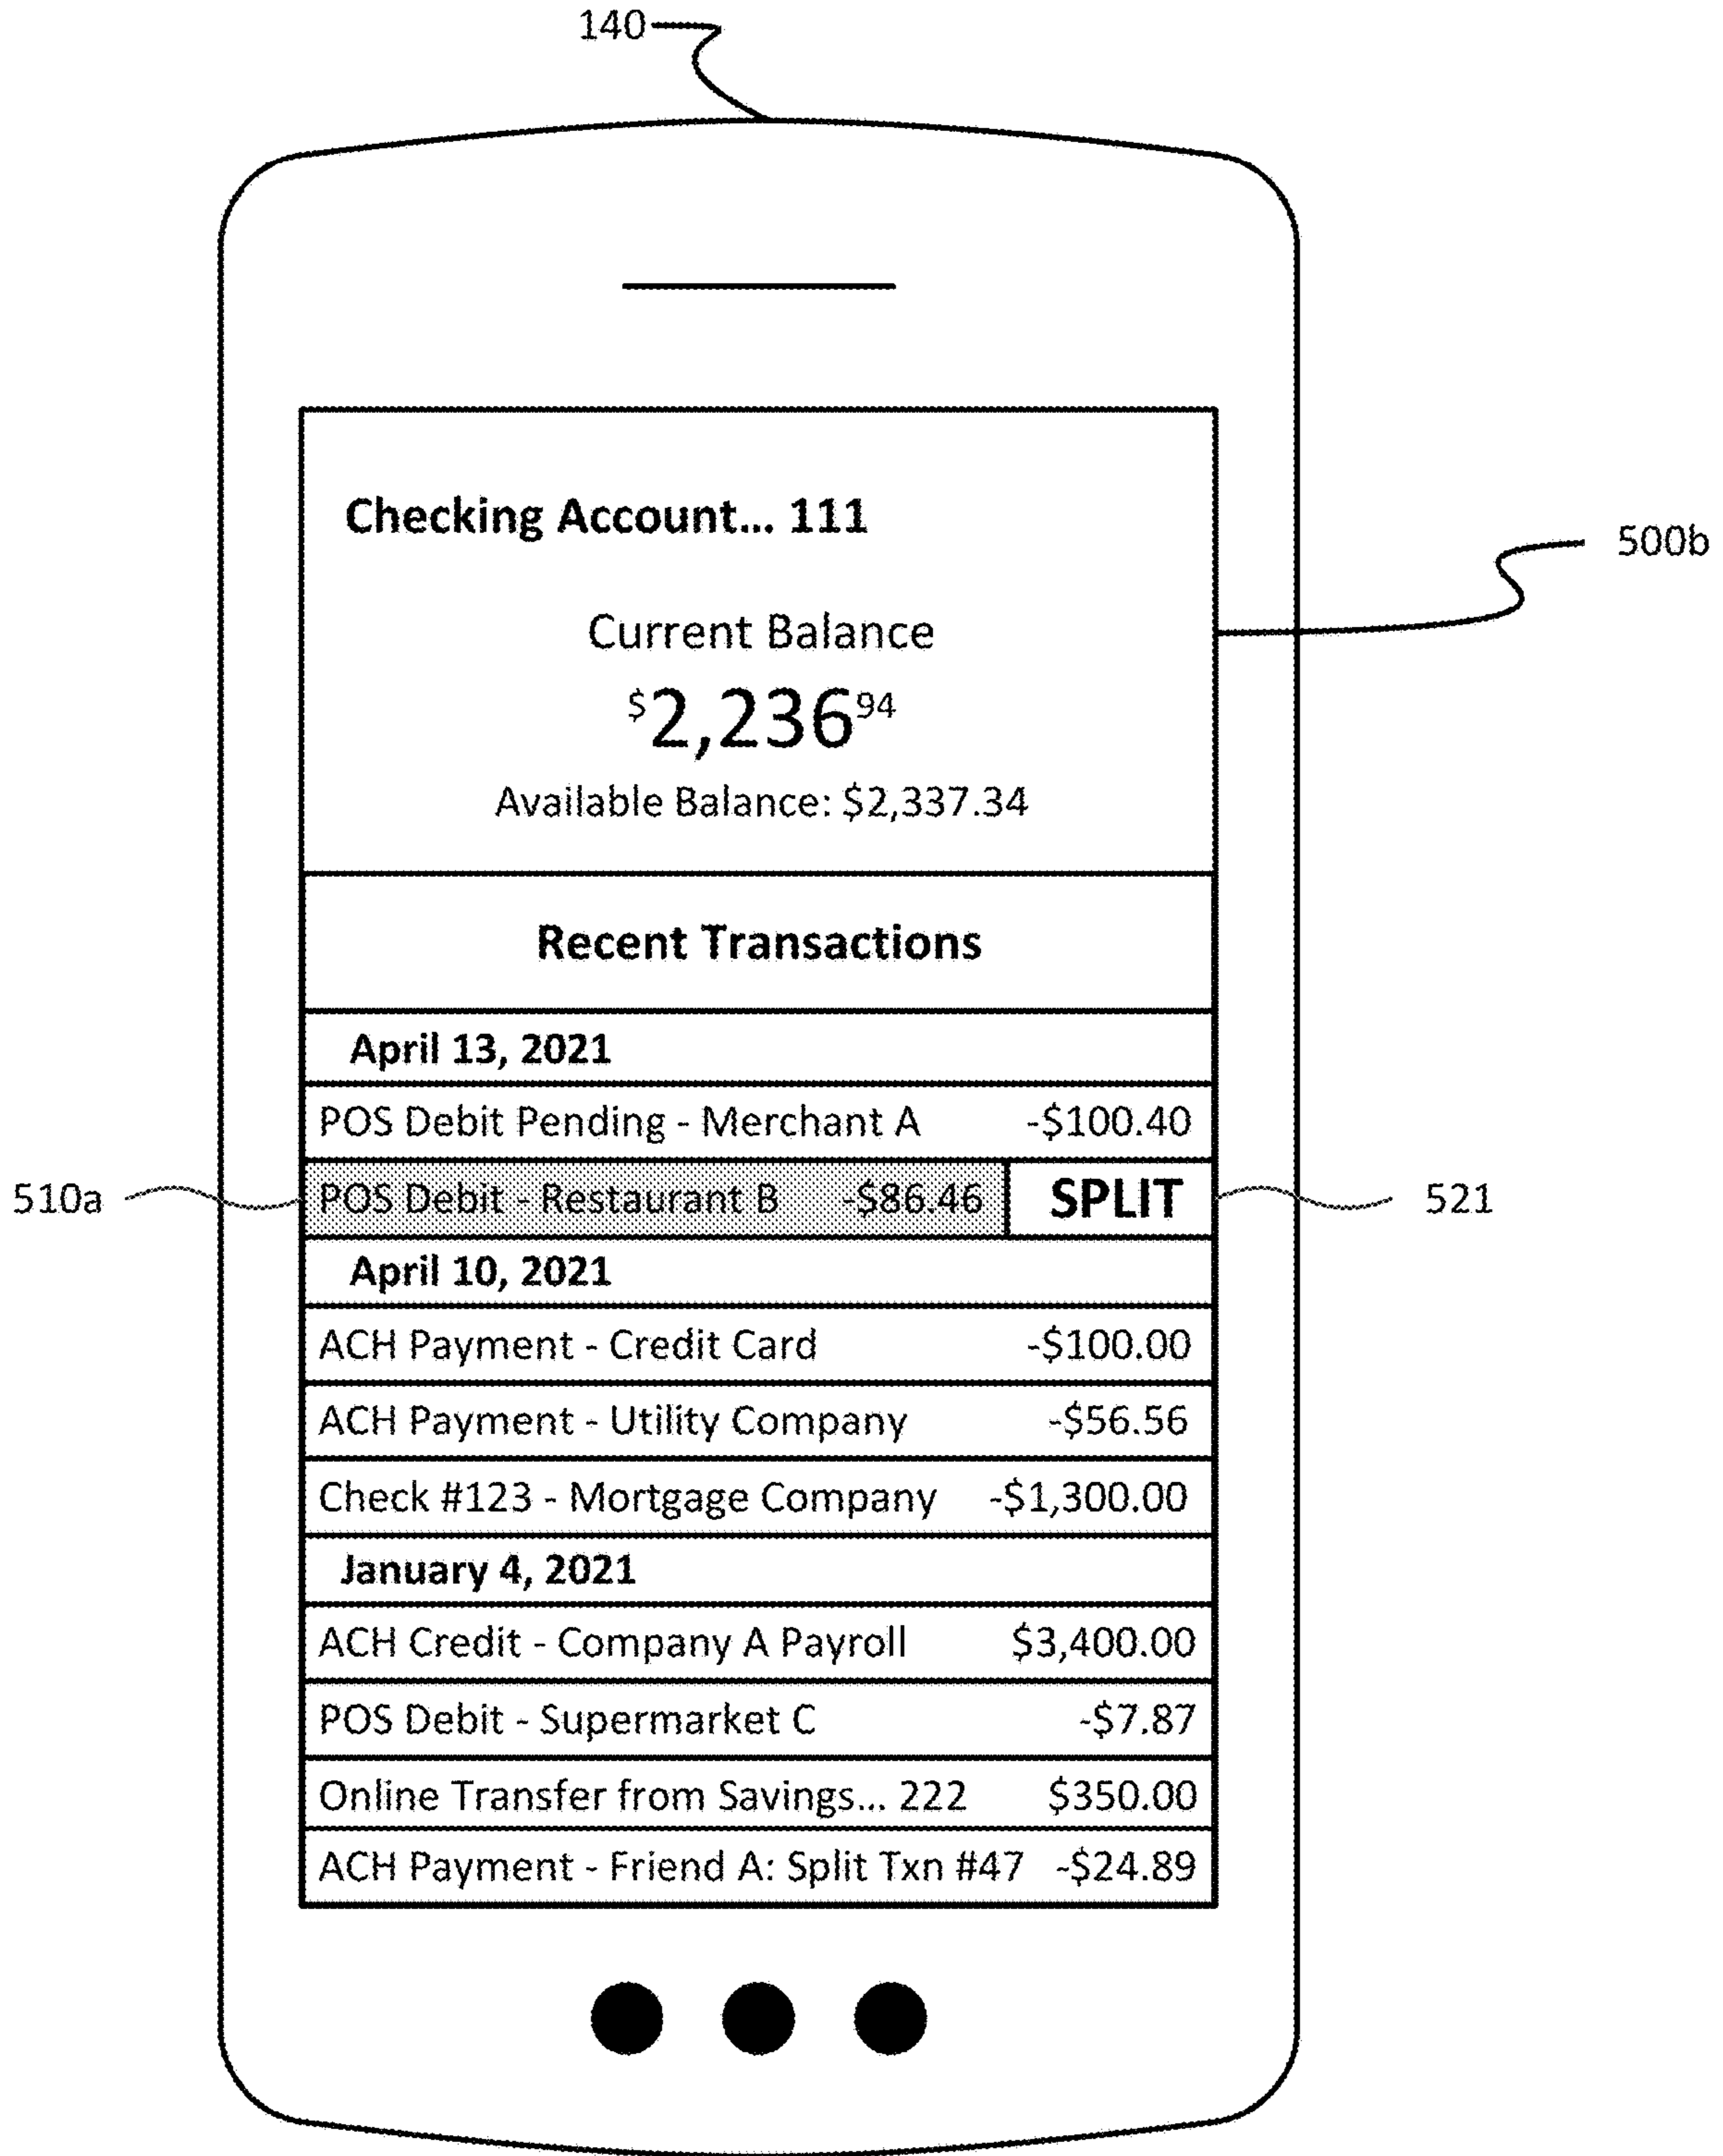 140
Checking Account... 111
500b
Current Balance
$2,23694
Available Balance: $2,337.34
Recent Transactions
April 13, 2021
POS Debit Pending - Merchant A -$100.40
510a POS Debit - Restaurant B -$86.46 SPLIT 521
April 10, 2021
ACH Payment - Credit Card -$100.00
ACH Payment - Utility Company -$56.56
Check #123 - Mortgage Company -$1,300.00
January 4, 2021
ACH Credit - Company A Payroll $3,400.00
POS Debit - Supermarket C -$7.87
Online Transfer from Savings... 222 $350.00
ACH Payment - Friend A: Split Txn #47 -$24.89